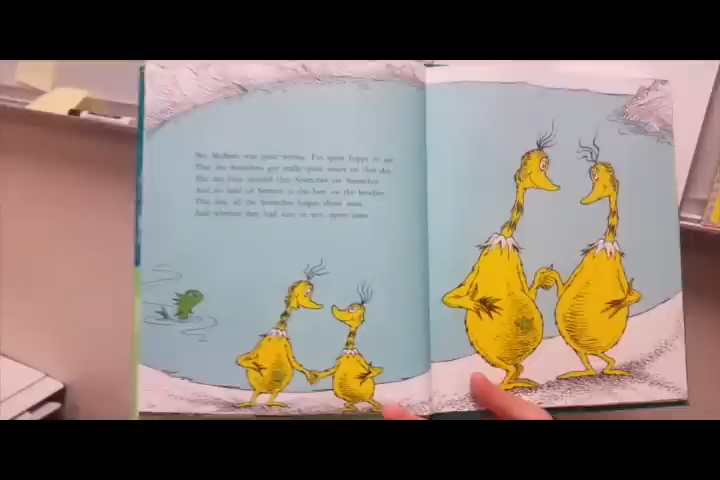 But McBean was quite wrong. I'm quite happy to say
That the Sneetches got really quite smart on that day,
The day they decided that Sneetches are Sneetches
And no kind of Sneetch is the best on the beaches
That day, all the Sneetches forgot about stars
And whether they had one, or not, upon thars.